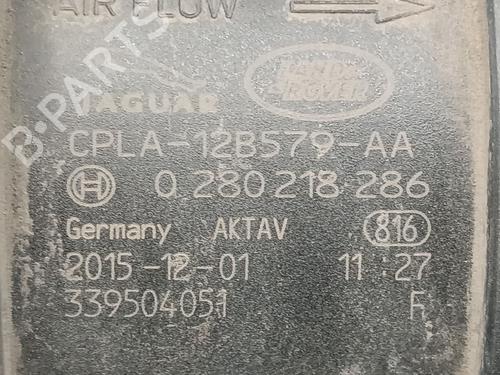 AIR FLOW
JAGUAR LAND ROVER
CPLA-12B579-AA
0 280 218 286
Germany AKTAV 816
2015-12-01 11:27
339504051 F
B-PARTS